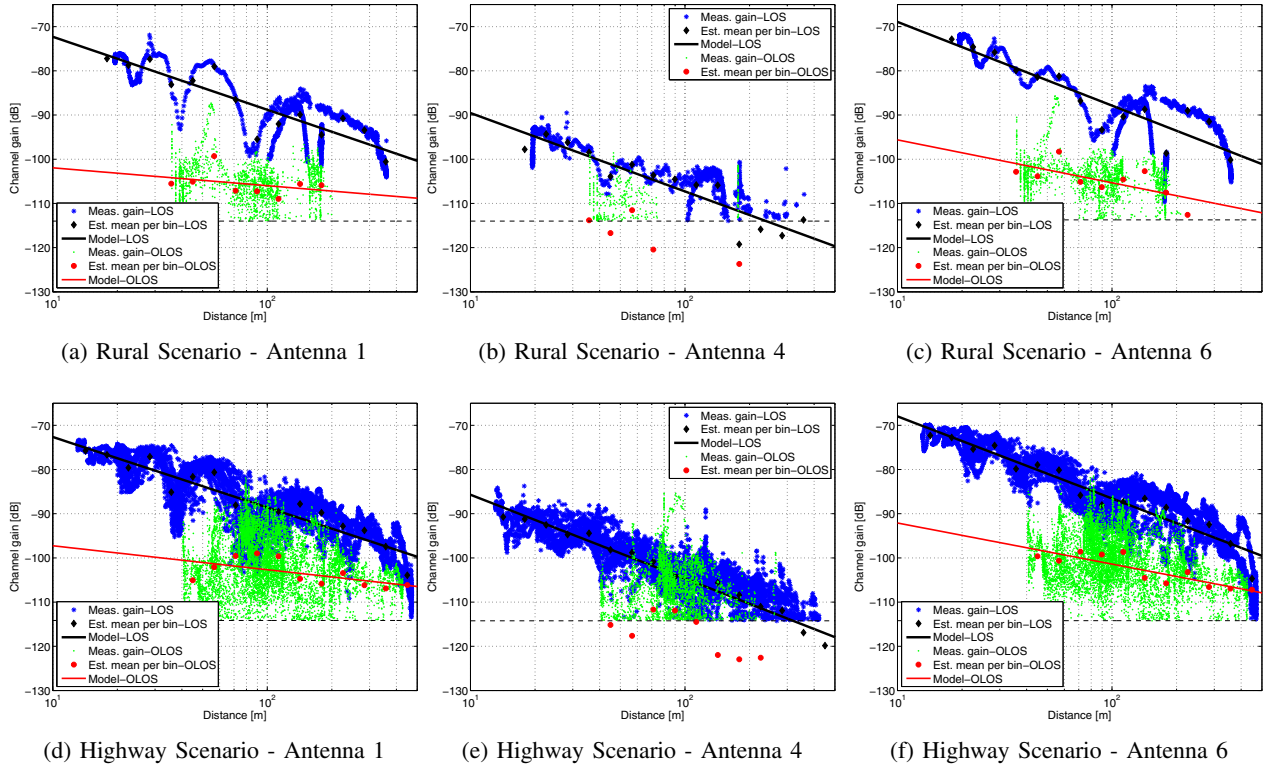 −70
−80
−90
−100
−110
−120
−130
Channel gain [dB]
10^1
10^2
Distance [m]
Meas. gain−LOS
Est. mean per bin−LOS
Model−LOS
Meas. gain−OLOS
Est. mean per bin−OLOS
Model−OLOS
(a) Rural Scenario - Antenna 1
−70
−80
−90
−100
−110
−120
−130
Channel gain [dB]
10^1
10^2
Distance [m]
Meas. gain−LOS
Est. mean per bin−LOS
Model−LOS
Meas. gain−OLOS
Est. mean per bin−OLOS
(b) Rural Scenario - Antenna 4
−70
−80
−90
−100
−110
−120
−130
Channel gain [dB]
10^1
10^2
Distance [m]
Meas. gain−LOS
Est. mean per bin−LOS
Model−LOS
Meas. gain−OLOS
Est. mean per bin−OLOS
Model−OLOS
(c) Rural Scenario - Antenna 6
−70
−80
−90
−100
−110
−120
−130
Channel gain [dB]
10^1
10^2
Distance [m]
Meas. gain−LOS
Est. mean per bin−LOS
Model−LOS
Meas. gain−OLOS
Est. mean per bin−OLOS
Model−OLOS
(d) Highway Scenario - Antenna 1
−70
−80
−90
−100
−110
−120
−130
Channel gain [dB]
10^1
10^2
Distance [m]
Meas. gain−LOS
Est. mean per bin−LOS
Model−LOS
Meas. gain−OLOS
Est. mean per bin−OLOS
(e) Highway Scenario - Antenna 4
−70
−80
−90
−100
−110
−120
−130
Channel gain [dB]
10^1
10^2
Distance [m]
Meas. gain−LOS
Est. mean per bin−LOS
Model−LOS
Meas. gain−OLOS
Est. mean per bin−OLOS
Model−OLOS
(f) Highway Scenario - Antenna 6